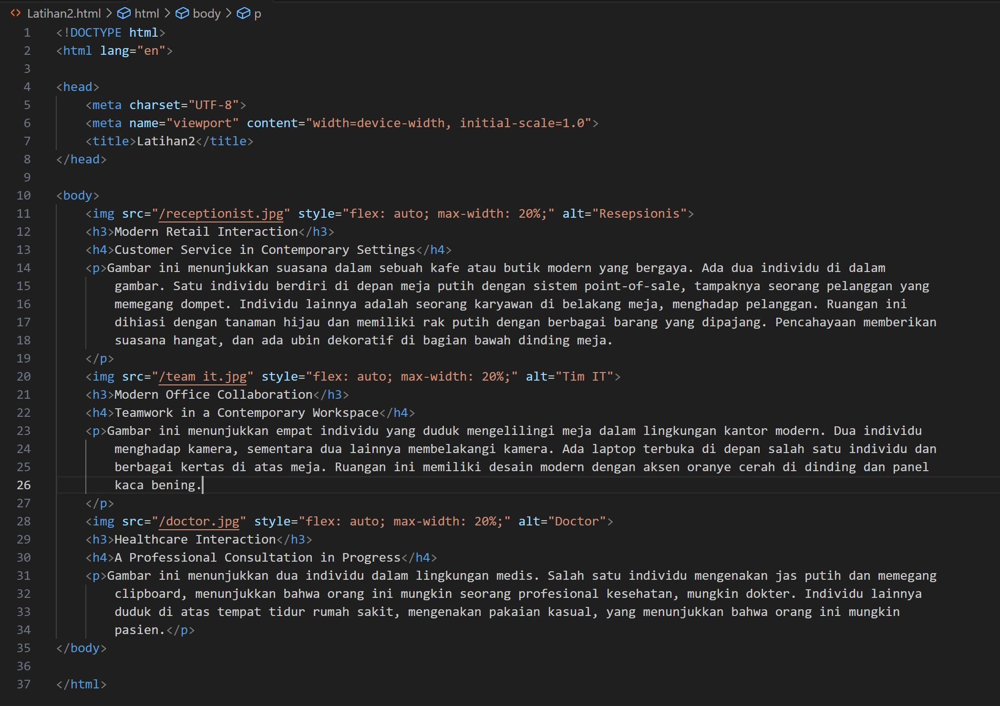 Latihan2.html > html > body > p
1 <!DOCTYPE html>
2 <html lang="en">
3
4 <head>
5     <meta charset="UTF-8">
6     <meta name="viewport" content="width=device-width, initial-scale=1.0">
7     <title>Latihan2</title>
8 </head>
9
10 <body>
11     <img src="/receptionist.jpg" style="flex: auto; max-width: 20%;" alt="Resepsionis">
12     <h3>Modern Retail Interaction</h3>
13     <h4>Customer Service in Contemporary Settings</h4>
14     <p>Gambar ini menunjukkan suasana dalam sebuah kafe atau butik modern yang bergaya. Ada dua individu di dalam
15         gambar. Satu individu berdiri di depan meja putih dengan sistem point-of-sale, tampaknya seorang pelanggan yang
16         memegang dompet. Individu lainnya adalah seorang karyawan di belakang meja, menghadap pelanggan. Ruangan ini
17         dihiasi dengan tanaman hijau dan memiliki rak putih dengan berbagai barang yang dipajang. Pencahayaan memberikan
18         suasana hangat, dan ada ubin dekoratif di bagian bawah dinding meja.
19     </p>
20     <img src="/team it.jpg" style="flex: auto; max-width: 20%;" alt="Tim IT">
21     <h3>Modern Office Collaboration</h3>
22     <h4>Teamwork in a Contemporary Workspace</h4>
23     <p>Gambar ini menunjukkan empat individu yang duduk mengelilingi meja dalam lingkungan kantor modern. Dua individu
24         menghadap kamera, sementara dua lainnya membelakangi kamera. Ada laptop terbuka di depan salah satu individu dan
25         berbagai kertas di atas meja. Ruangan ini memiliki desain modern dengan aksen oranye cerah di dinding dan panel
26         kaca bening.
27     </p>
28     <img src="/doctor.jpg" style="flex: auto; max-width: 20%;" alt="Doctor">
29     <h3>Healthcare Interaction</h3>
30     <h4>A Professional Consultation in Progress</h4>
31     <p>Gambar ini menunjukkan dua individu dalam lingkungan medis. Salah satu individu mengenakan jas putih dan memegang
32         clipboard, menunjukkan bahwa orang ini mungkin seorang profesional kesehatan, mungkin dokter. Individu lainnya
33         duduk di atas tempat tidur rumah sakit, mengenakan pakaian kasual, yang menunjukkan bahwa orang ini mungkin
34         pasien.</p>
35 </body>
36
37 </html>